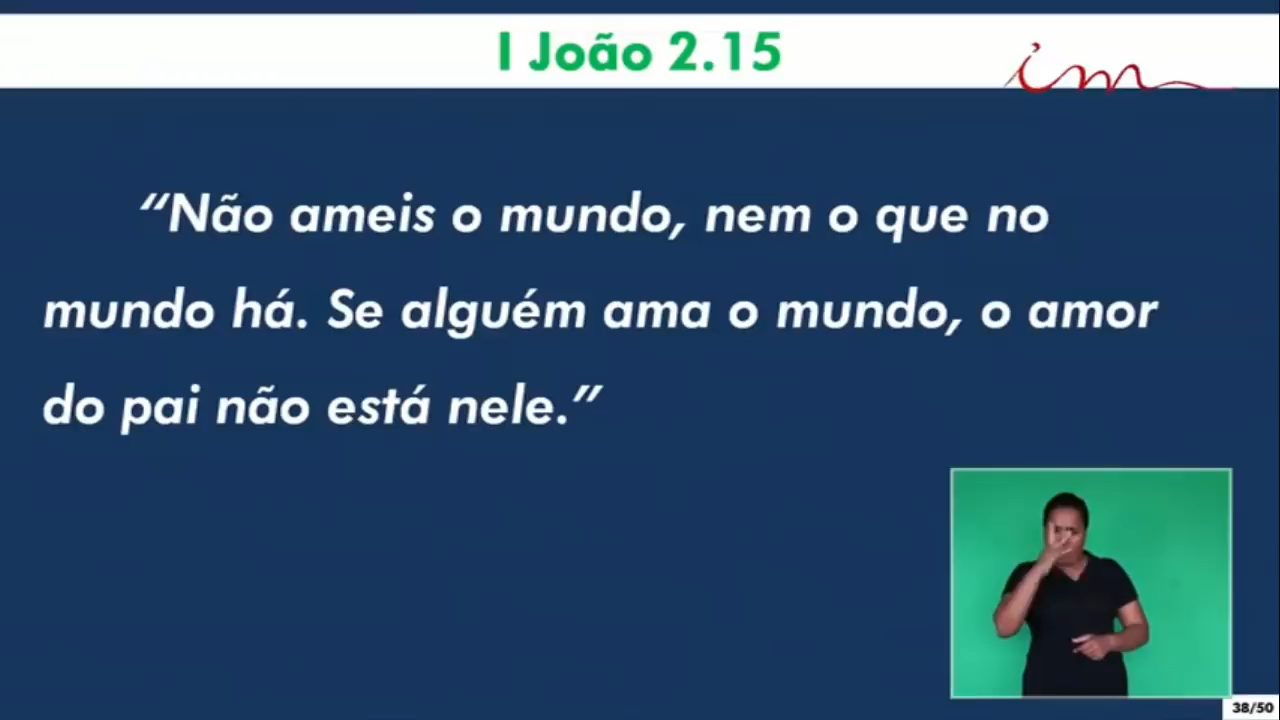 I João 2.15
im
“Não ameis o mundo, nem o que no
mundo há. Se alguém ama o mundo, o amor
do pai não está nele.”
38/50